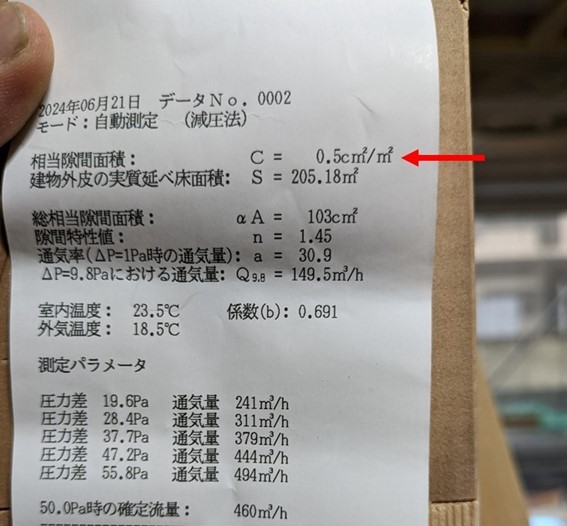 2024年06月21日 データNo. 0002
モード：自動測定 （減圧法）
相当隙間面積： C = 0.5c㎡/㎡
建物外皮の実質延べ床面積： S = 205.18㎡
総相当隙間面積： αA = 103c㎡
隙間特性値： n = 1.45
通気率(ΔP=1Pa時の通気量)： a = 30.9
ΔP=9.8Paにおける通気量： Q9.8 = 149.5㎥/h
室内温度： 23.5℃ 係数(b)： 0.691
外気温度： 18.5℃
測定パラメータ
圧力差 19.6Pa 通気量 241㎥/h
圧力差 28.4Pa 通気量 311㎥/h
圧力差 37.7Pa 通気量 379㎥/h
圧力差 47.2Pa 通気量 444㎥/h
圧力差 55.8Pa 通気量 494㎥/h
50.0Pa時の確定流量： 460㎥/h